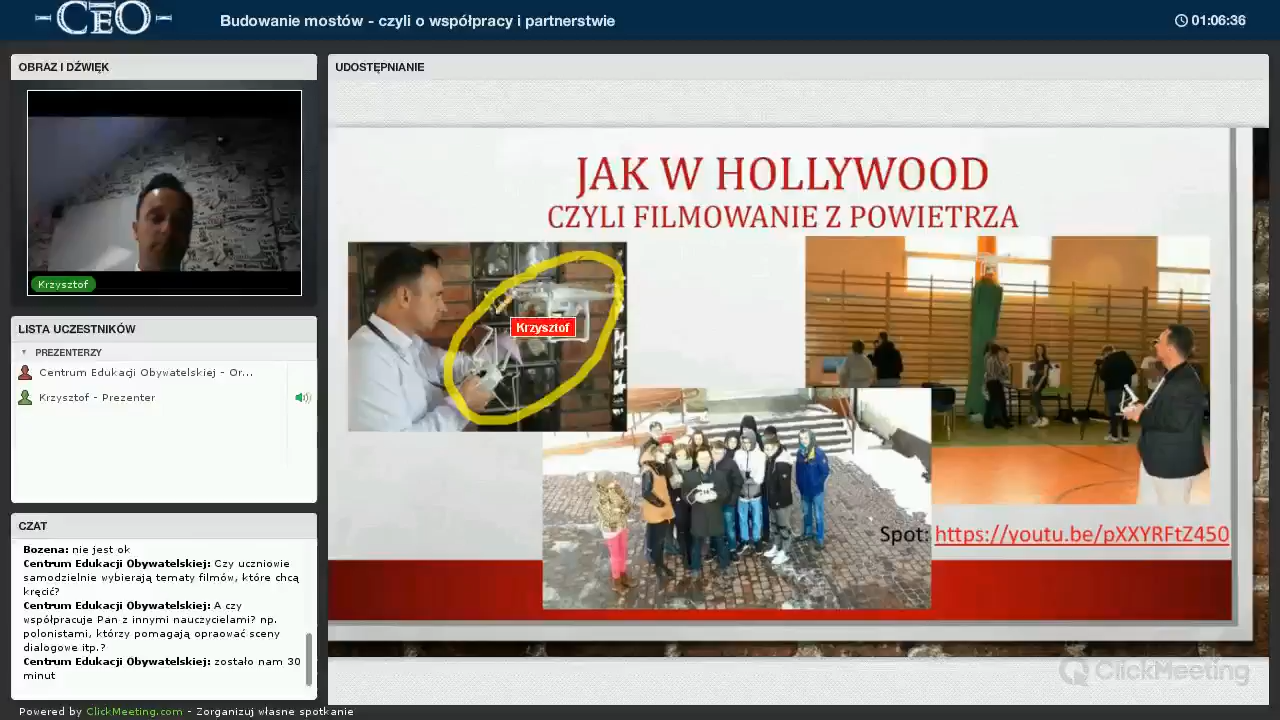 CEO
Budowanie mostów - czyli o współpracy i partnerstwie
01:06:36
OBRAZ I DŹWIĘK
Krzysztof
LISTA UCZESTNIKÓW
PREZENTERZY
Centrum Edukacji Obywatelskiej - Or...
Krzysztof - Prezenter
CZAT
Bozena: nie jest ok
Centrum Edukacji Obywatelskiej: Czy uczniowie
samodzielnie wybierają tematy filmów, które chcą
kręcić?
Centrum Edukacji Obywatelskiej: A czy
współpracuje Pan z innymi nauczycielami? np.
polonistami, którzy pomagają opraować sceny
dialogowe itp.?
Centrum Edukacji Obywatelskiej: zostało nam 30
minut
Powered by ClickMeeting.com - Zorganizuj własne spotkanie
UDOSTĘPNIANIE
JAK W HOLLYWOOD
CZYLI FILMOWANIE Z POWIETRZA
Krzysztof
Spot: https://youtu.be/pXXYRFtZ450
ClickMeeting